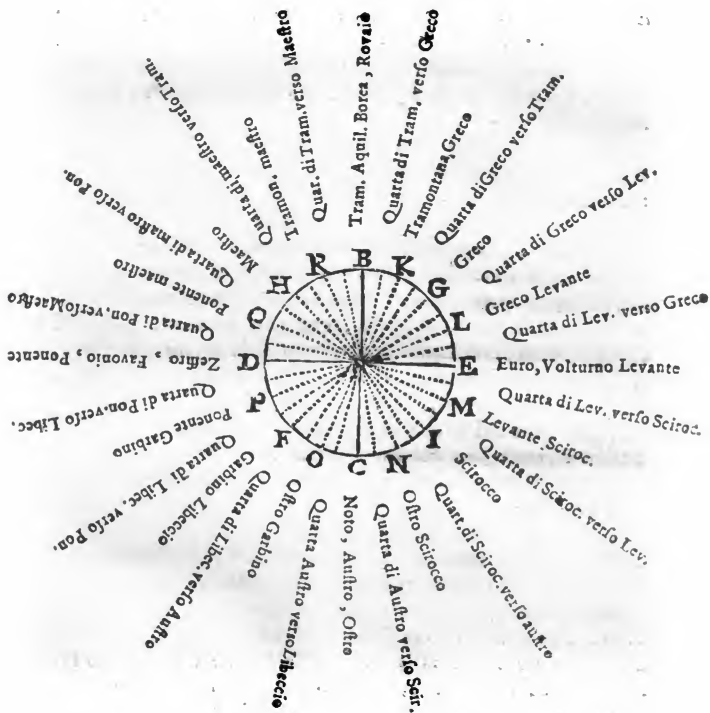 Tram. Aquil. Borea, Rovaiè
Quarta di Tram. verſo Greco
Tramontana, Greco
Quarta di Greco verſo Tram.
Greco
Quarta di Greco verſo Lev.
Greco Levante
Quarta di Lev. verso Greco
Euro, Volturno Levante
Quarta di Lev. verſo Sciroc.
Levante, Sciroc.
Quarta di Sciroc. verſo Lev.
Scirocco
Quart. di Sciroc. verſo auſtro
Oſtro Scirocco
Quarta di Auſtro verſo Scir.
Noto, Auſtro, Oſtro
Quarta Auſtro verso Libeccio
Oſtro Garbino
Quarta di Libec. verſo Auſtro
Garbino Libeccio
Quarta di Libec. verſo Pon.
Ponente Garbino
Quarta di Pon. verſo Libec.
Zefiro, Favonio, Ponente
Quarta di Pon. verſo Maeſtro
Ponente maeſtro
Quarta di maſtro verſo Pon.
Maeſtro
Quarta di maeſtro verſo Tram.
Tramon. maeſtro
Quar. di Tram. verso Maeſtro
B
K
G
L
E
M
I
N
C
O
F
P
D
Q
H
R